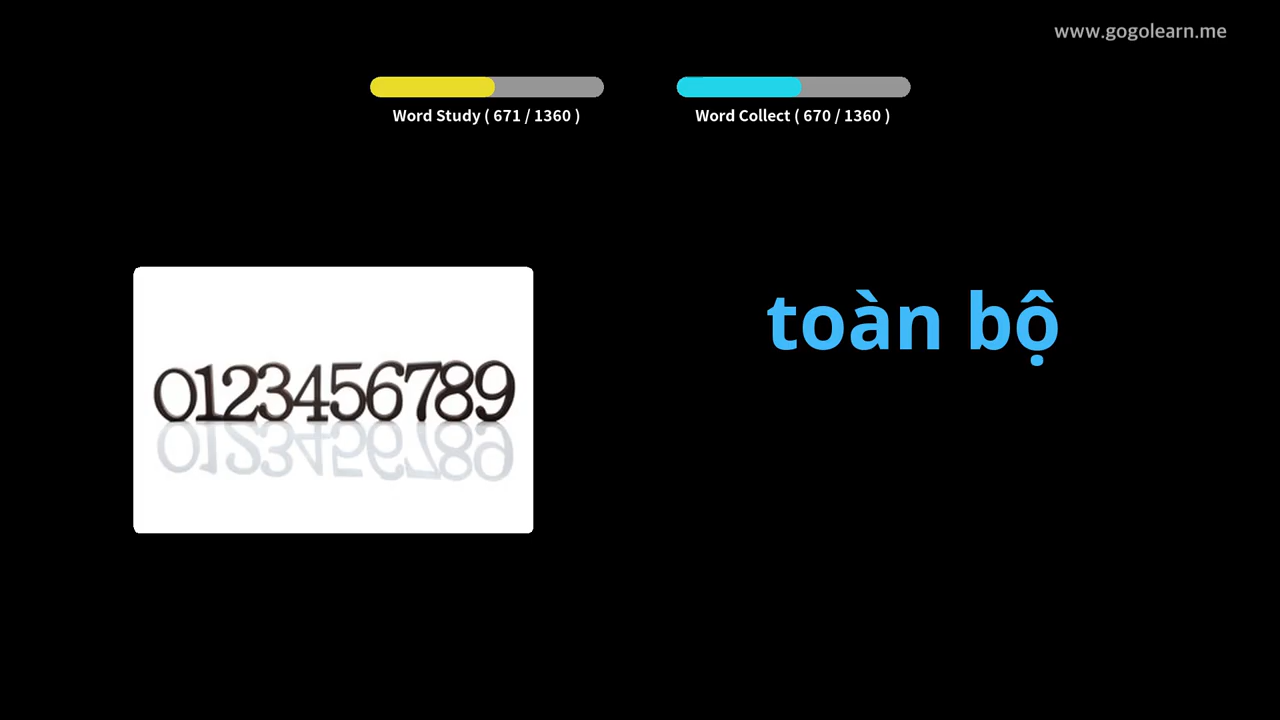 www.gogolearn.me
Word Study ( 671 / 1360 )
Word Collect ( 670 / 1360 )
toàn bộ
0123456789